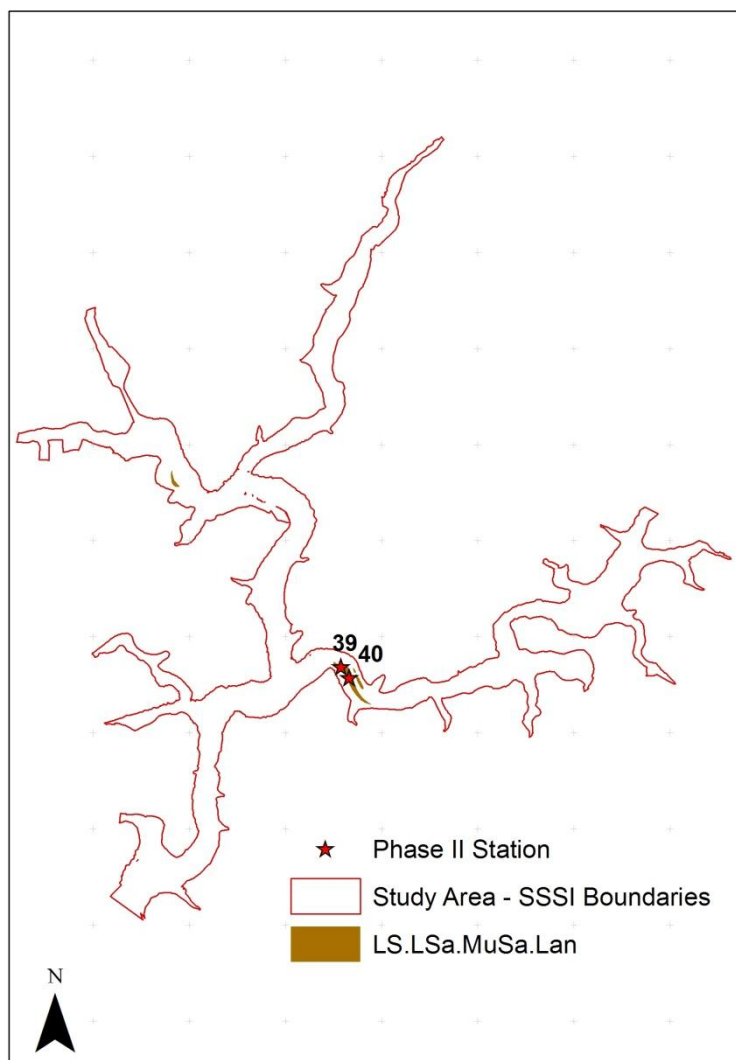 39
40
Phase II Station
Study Area - SSSI Boundaries
LS.LSa.MuSa.Lan
N